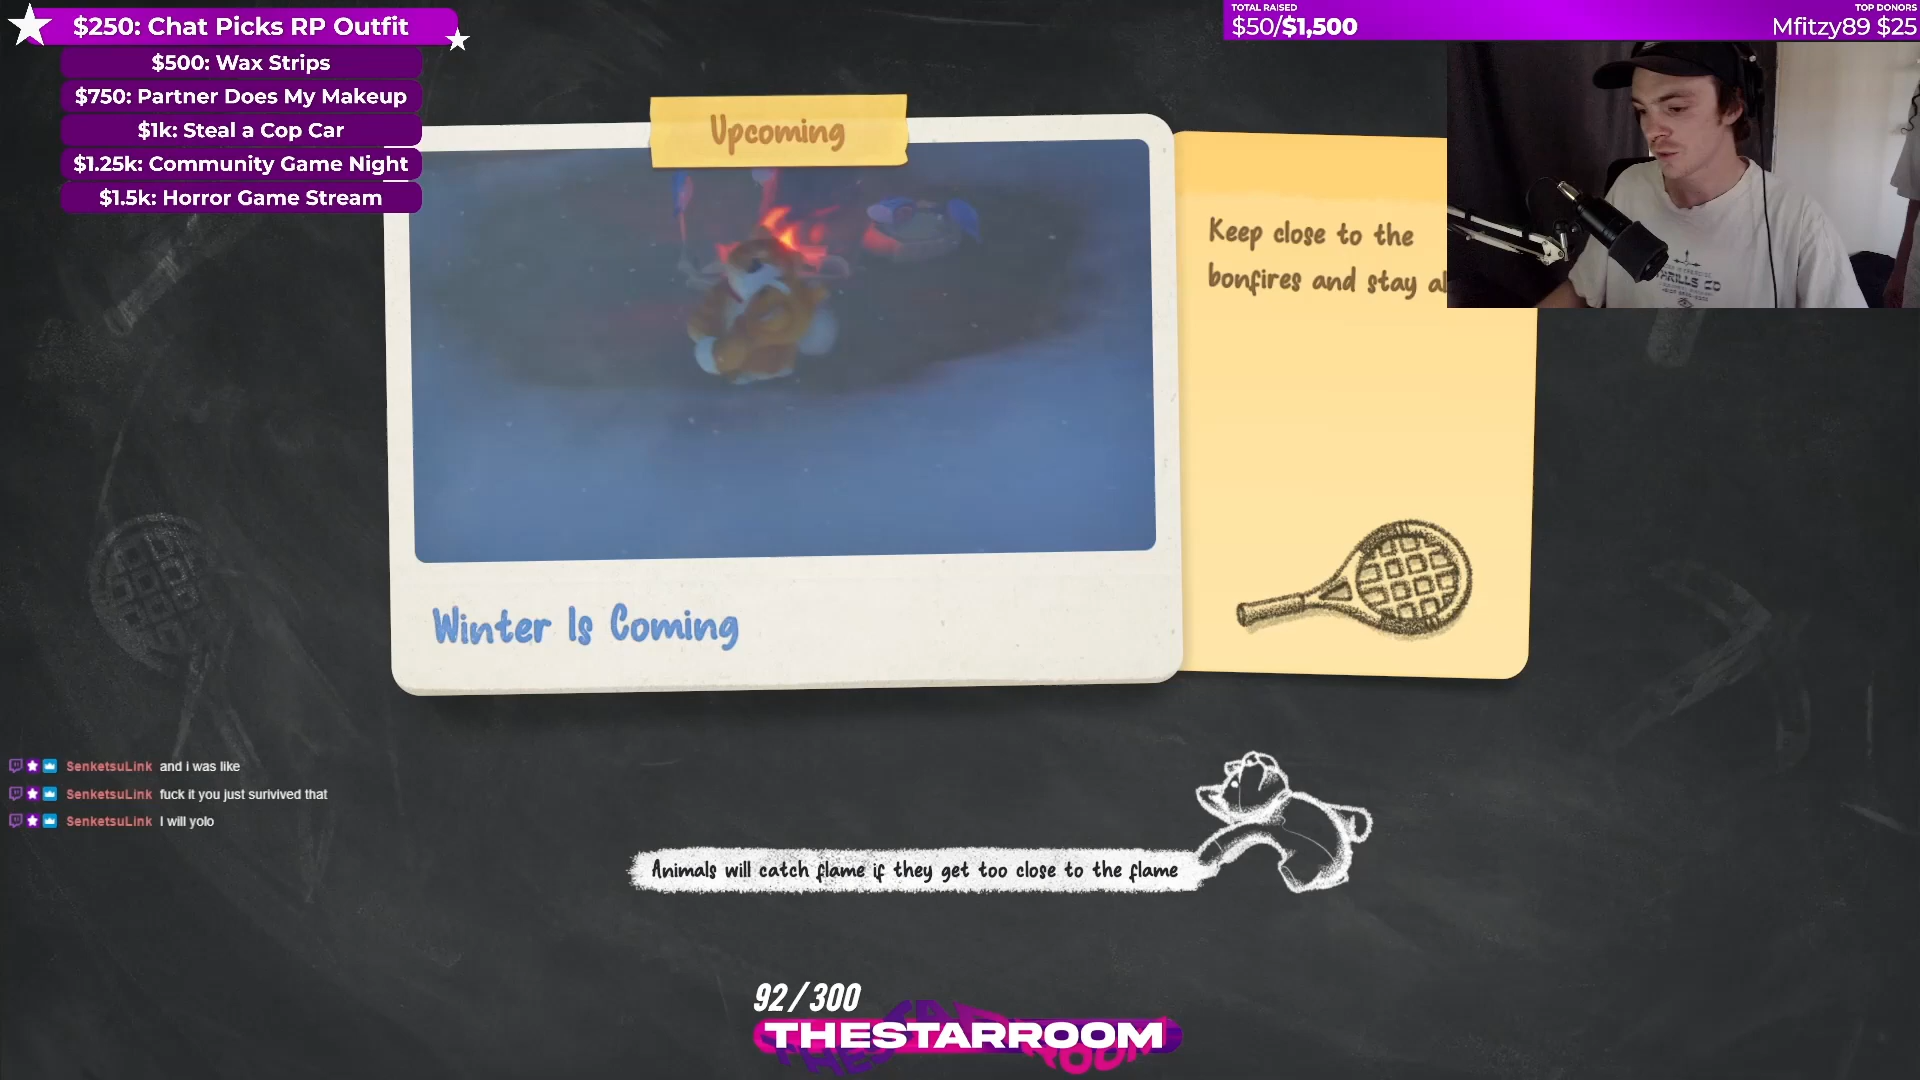 $250: Chat Picks RP Outfit
$500: Wax Strips
$750: Partner Does My Makeup
$1k: Steal a Cop Car
$1.25k: Community Game Night
$1.5k: Horror Game Stream
TOTAL RAISED
$50/$1,500
TOP DONORS
Mfitzy89 $25
Upcoming
Keep close to the
bonfires and stay
Winter Is Coming
SenketsuLink and i was like
SenketsuLink fuck it you just surivived that
SenketsuLink I will yolo
Animals will catch flame if they get too close to the flame
92/300
THESTARROOM